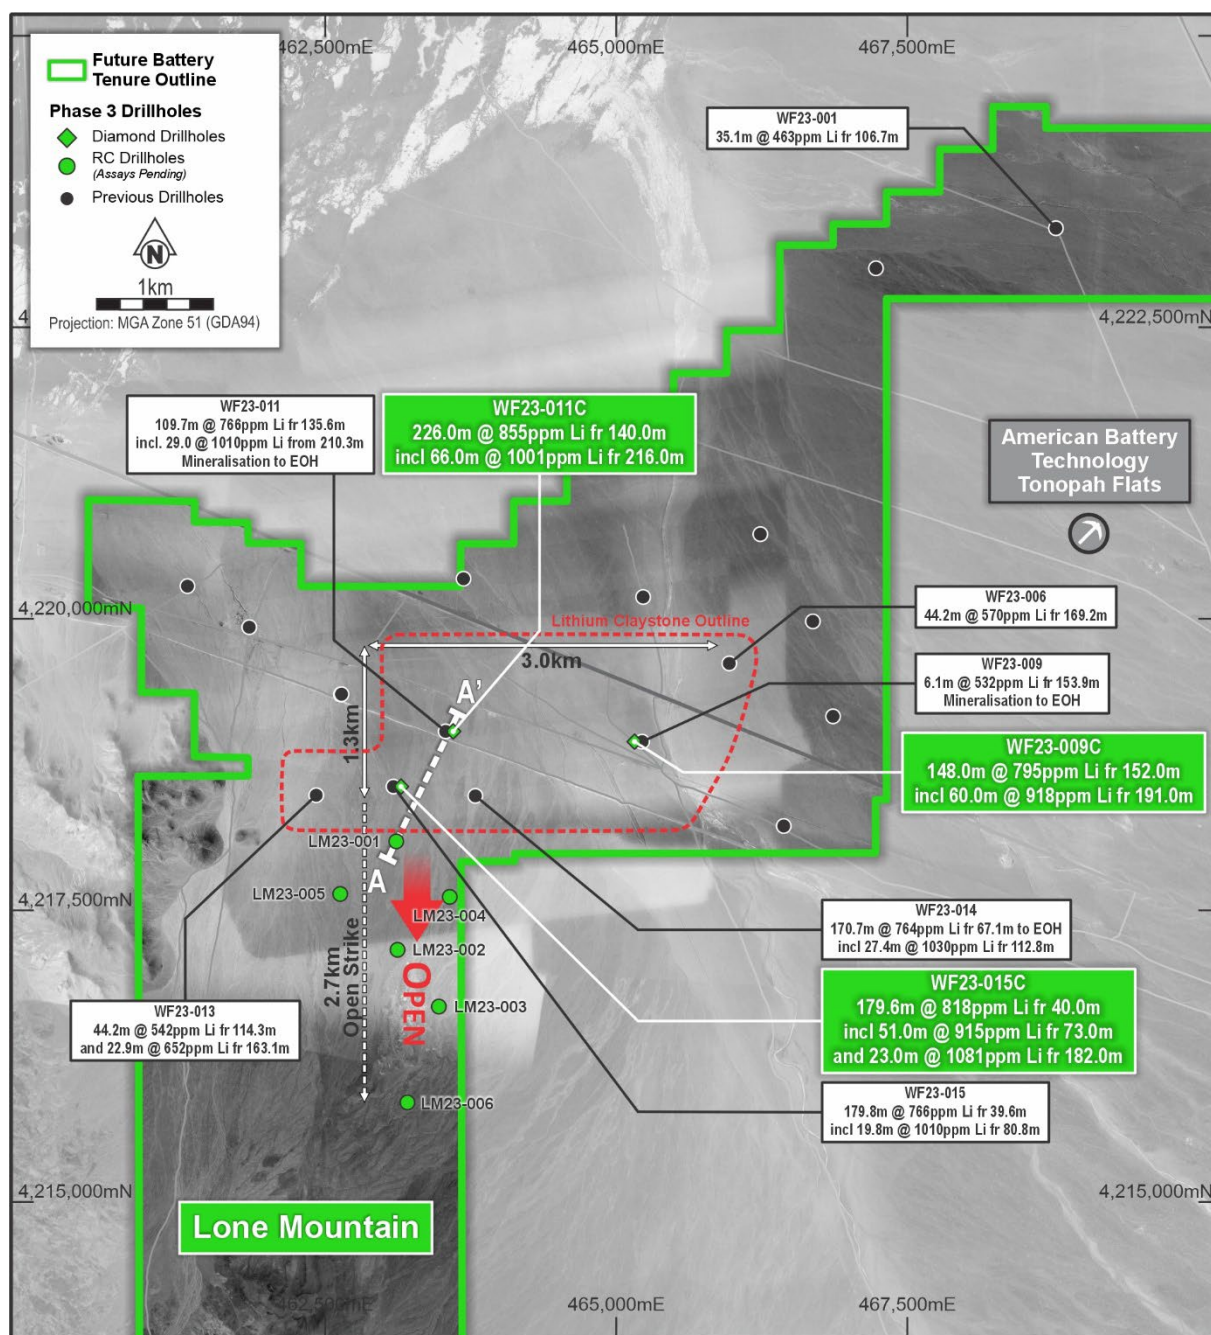 462,500mE
465,000mE
467,500mE
Future Battery
Tenure Outline
Phase 3 Drillholes
Diamond Drillholes
RC Drillholes
(Assays Pending)
Previous Drillholes
N
1km
Projection: MGA Zone 51 (GDA94)
WF23-001
35.1m @ 463ppm Li fr 106.7m
4
4,222,500mN
WF23-011
109.7m @ 766ppm Li fr 135.6m
incl. 29.0 @ 1010ppm Li from 210.3m
Mineralisation to EOH
WF23-011C
226.0m @ 855ppm Li fr 140.0m
incl 66.0m @ 1001ppm Li fr 216.0m
American Battery
Technology
Tonopah Flats
4,220,000mN
WF23-006
44.2m @ 570ppm Li fr 169.2m
Lithium Claystone Outline
3.0km
1.3km
A'
WF23-009
6.1m @ 532ppm Li fr 153.9m
Mineralisation to EOH
WF23-009C
148.0m @ 795ppm Li fr 152.0m
incl 60.0m @ 918ppm Li fr 191.0m
LM23-001
A
LM23-005
LM23-004
4,217,500mN
LM23-002
2.7km
Open Strike
OPEN
LM23-003
LM23-006
WF23-014
170.7m @ 764ppm Li fr 67.1m to EOH
incl 27.4m @ 1030ppm Li fr 112.8m
WF23-013
44.2m @ 542ppm Li fr 114.3m
and 22.9m @ 652ppm Li fr 163.1m
WF23-015C
179.6m @ 818ppm Li fr 40.0m
incl 51.0m @ 915ppm Li fr 73.0m
and 23.0m @ 1081ppm Li fr 182.0m
WF23-015
179.8m @ 766ppm Li fr 39.6m
incl 19.8m @ 1010ppm Li fr 80.8m
4,215,000mN
4,215,000mN
Lone Mountain
462,500mE
465,000mE
467,500mE